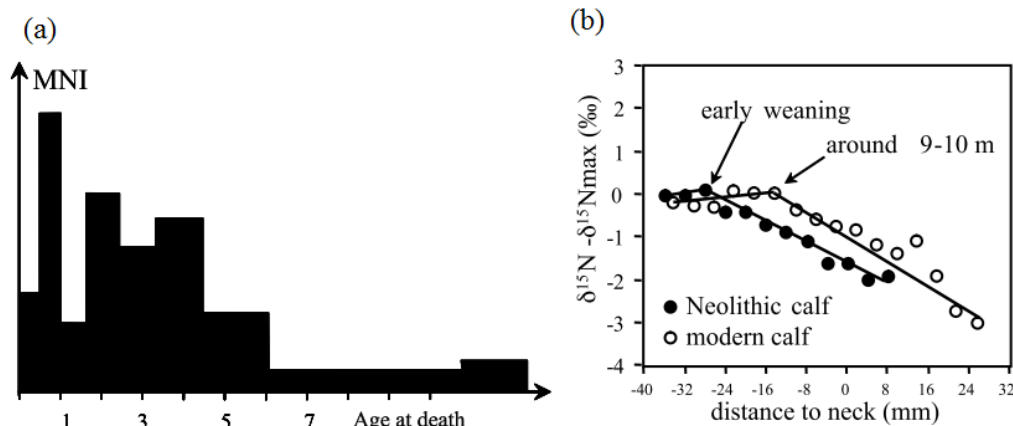 (a)
MNI
1 3 5 7 Age at death
(b)
δ¹⁵N -δ¹⁵Nmax (‰)
3
2
1
0
-1
-2
-3
-4
early weaning
around 9-10 m
Neolithic calf
modern calf
-40 -32 -24 -16 -8 0 8 16 24 32
distance to neck (mm)